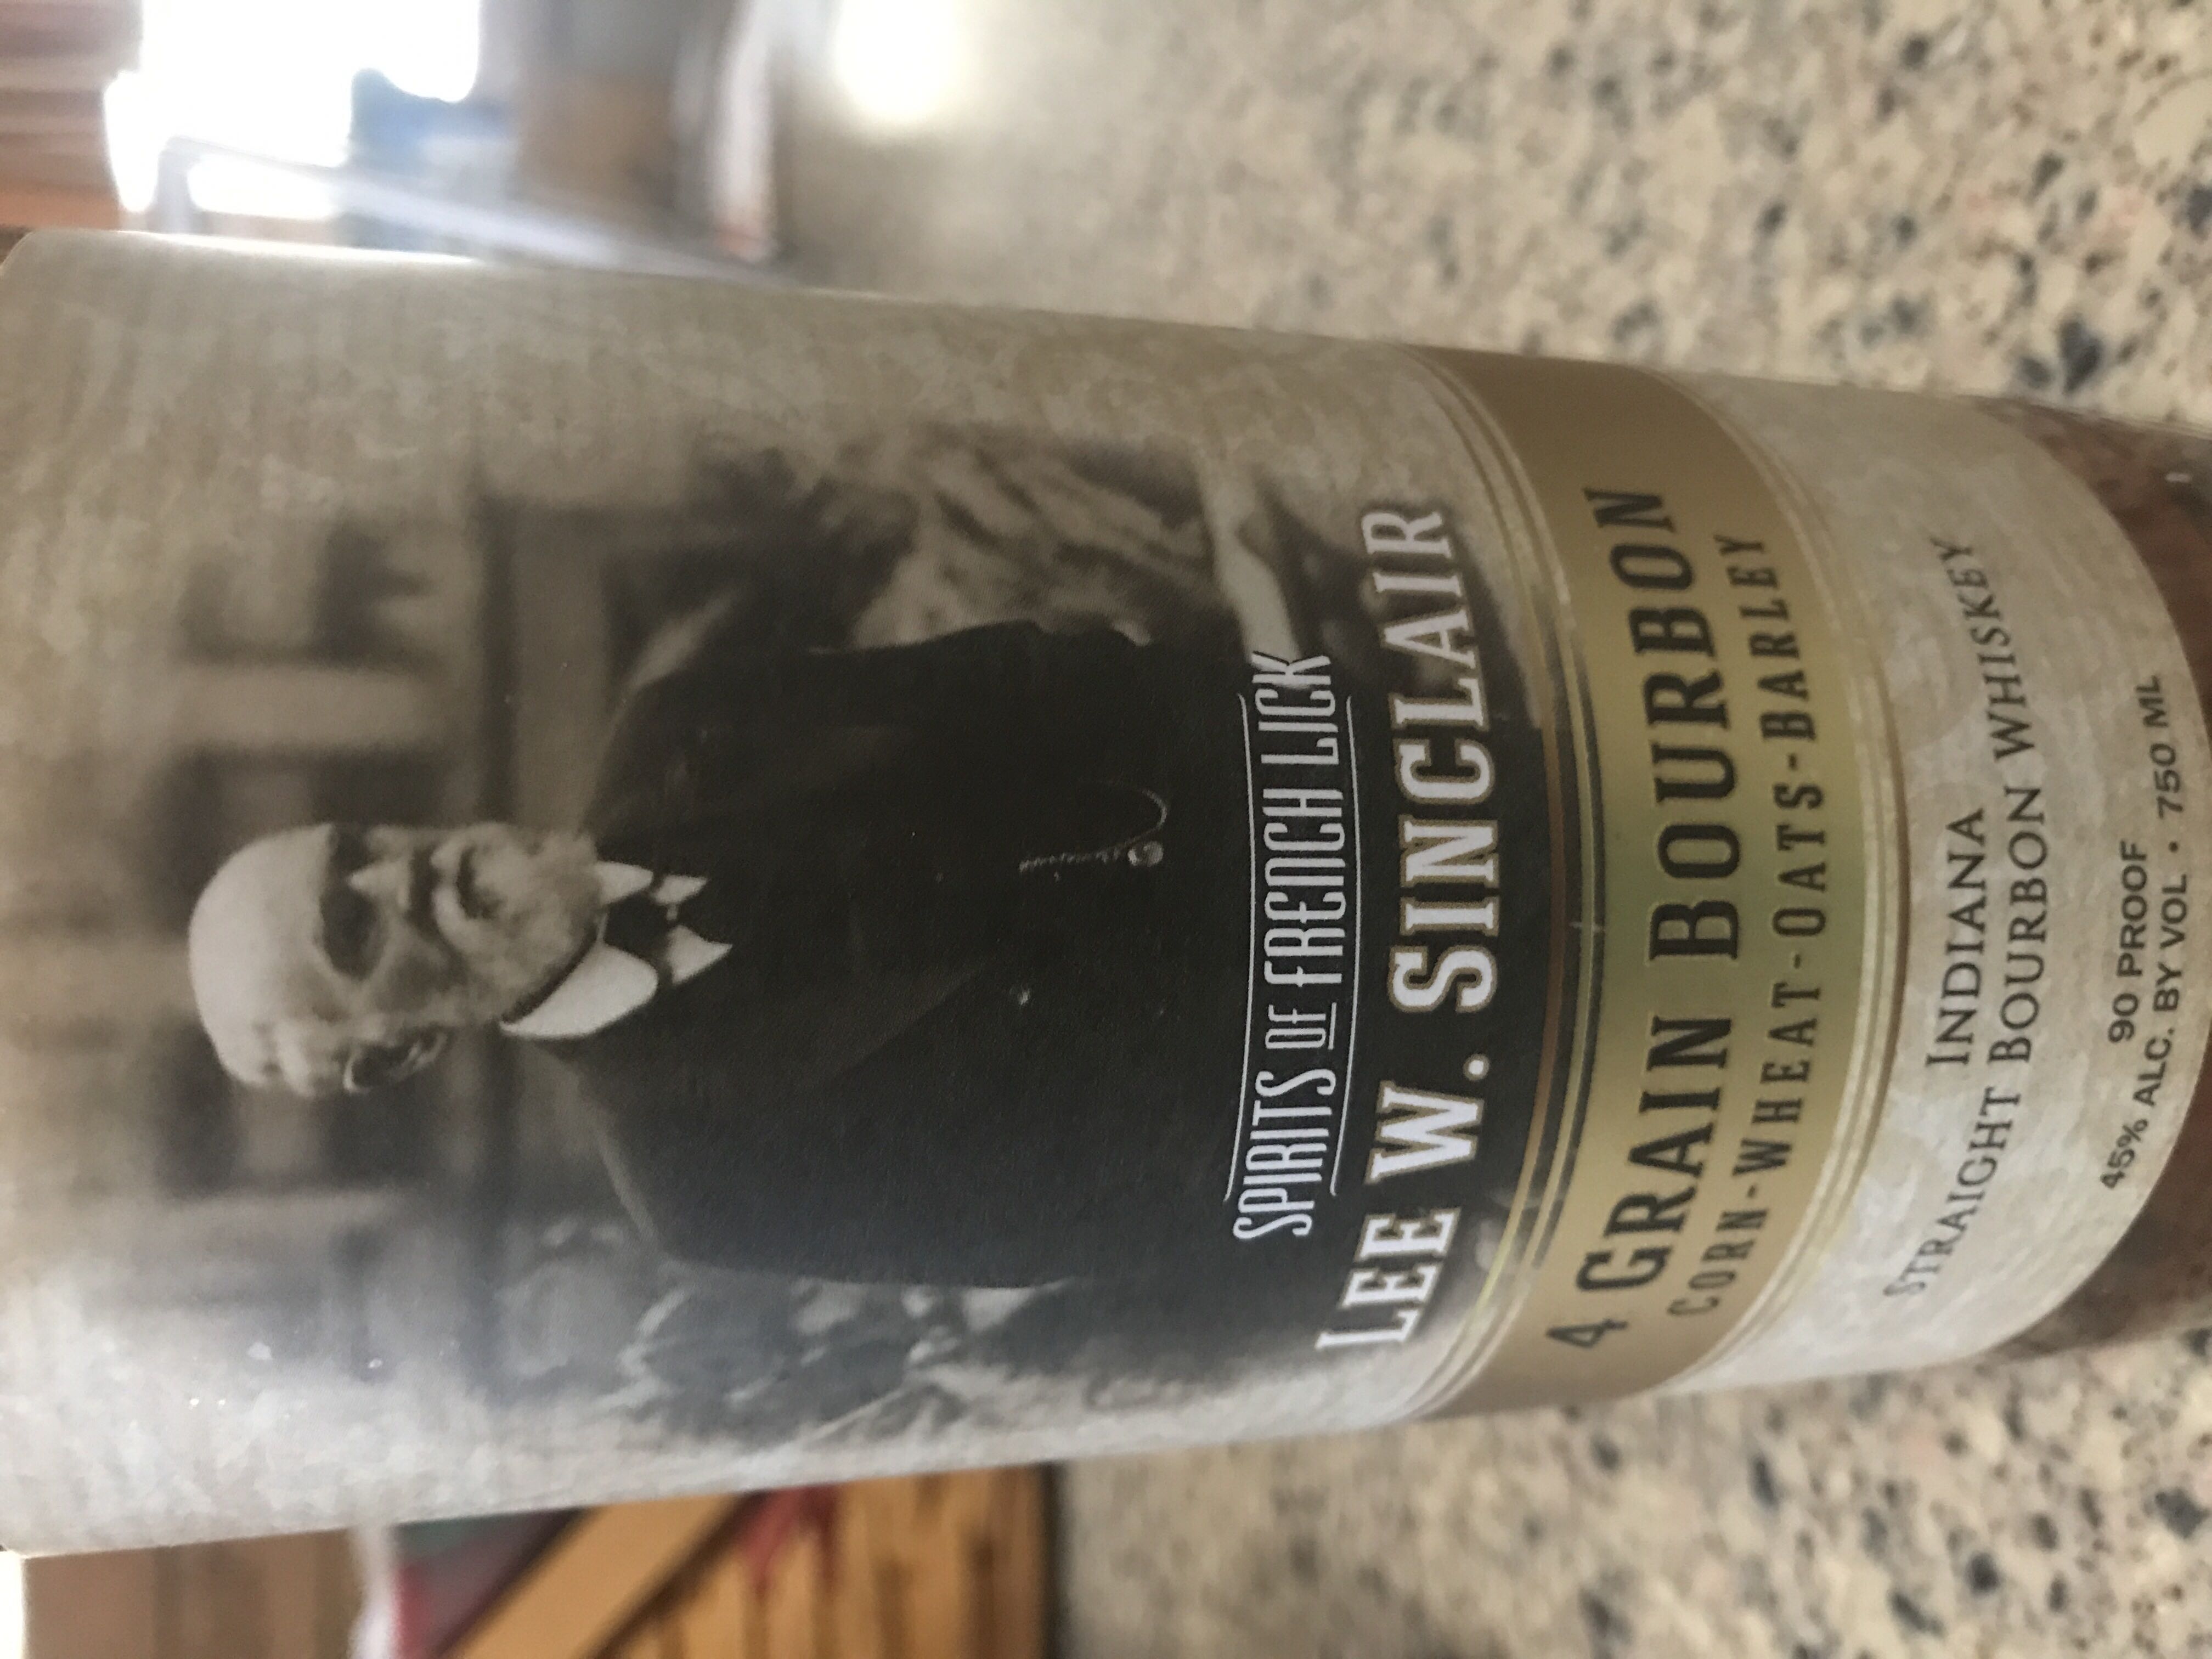 SPIRITS OF FRENCH LICK
LEE W. SINCLAIR
4 GRAIN BOURBON
CORN-WHEAT-OATS-BARLEY
INDIANA
STRAIGHT BOURBON WHISKEY
90 PROOF
45% ALC. BY VOL • 750 ML